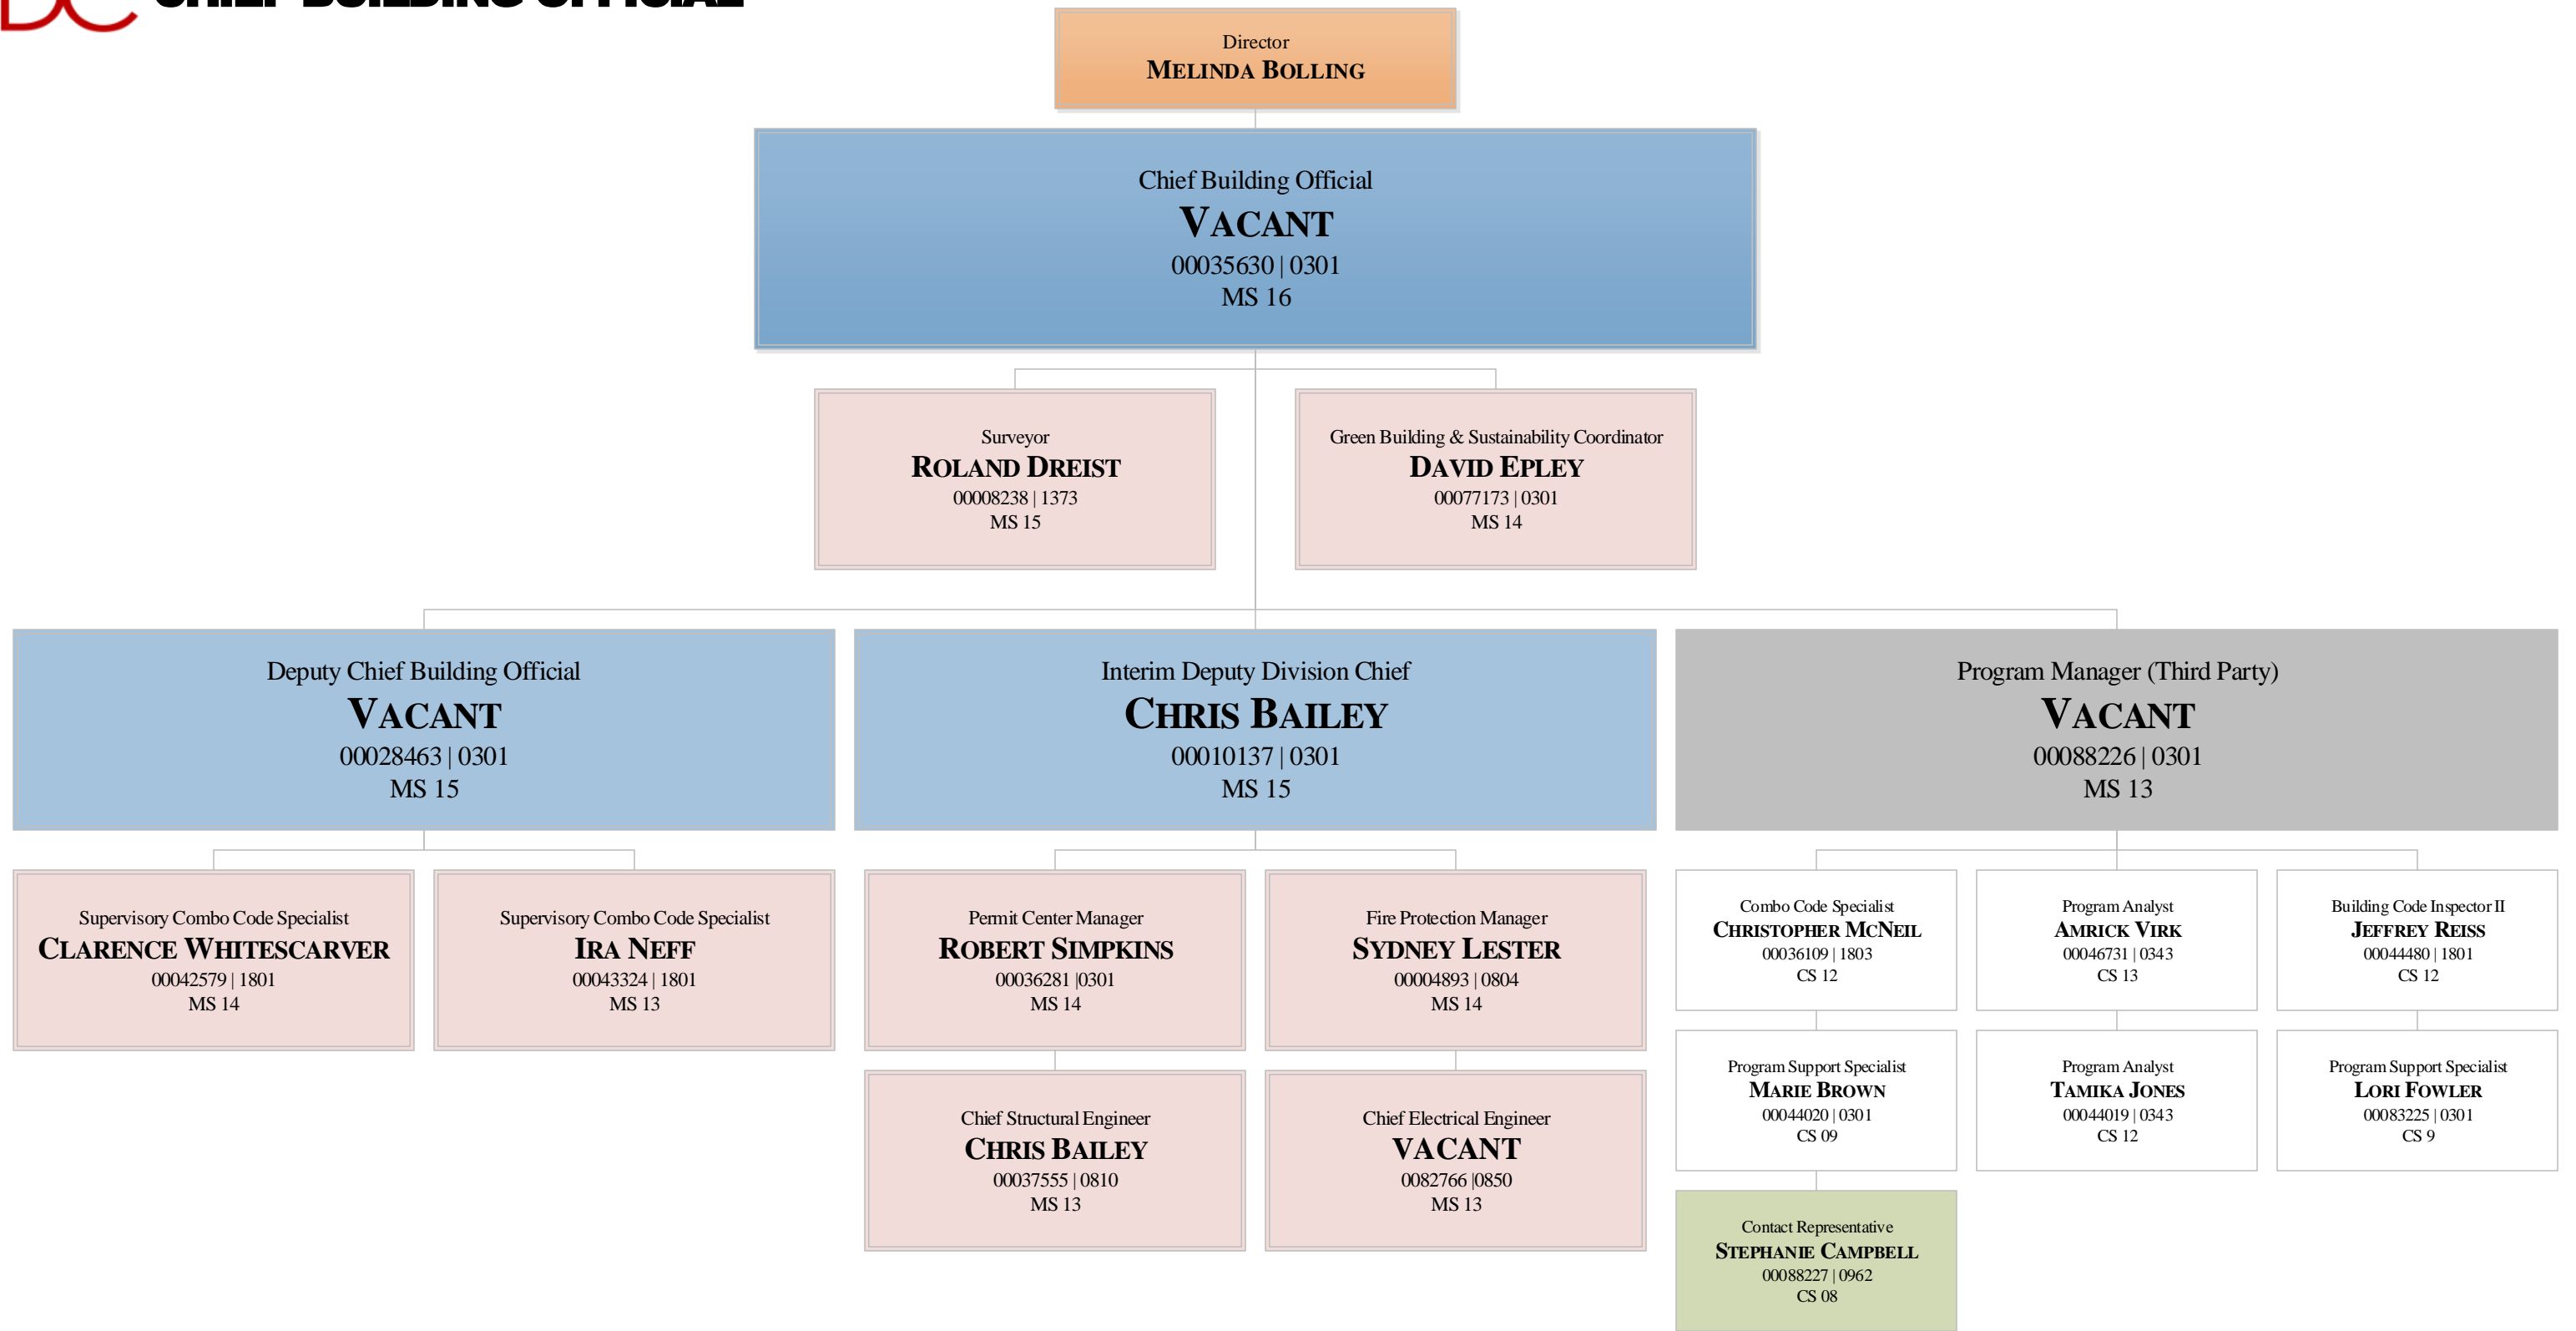 CHIEF BUILDING OFFICIAL
Director
MELINDA BOLLING
Chief Building Official
VACANT
00035630 | 0301
MS 16
Surveyor
ROLAND DREIST
00008238 | 1373
MS 15
Green Building & Sustainability Coordinator
DAVID EPLEY
00077173 | 0301
MS 14
Deputy Chief Building Official
VACANT
00028463 | 0301
MS 15
Interim Deputy Division Chief
CHRIS BAILEY
00010137 | 0301
MS 15
Program Manager (Third Party)
VACANT
00088226 | 0301
MS 13
Supervisory Combo Code Specialist
CLARENCE WHITESCARVER
00042579 | 1801
MS 14
Supervisory Combo Code Specialist
IRA NEFF
00043324 | 1801
MS 13
Permit Center Manager
ROBERT SIMPKINS
00036281 |0301
MS 14
Fire Protection Manager
SYDNEY LESTER
00004893 | 0804
MS 14
Chief Structural Engineer
CHRIS BAILEY
00037555 | 0810
MS 13
Chief Electrical Engineer
VACANT
0082766 |0850
MS 13
Combo Code Specialist
CHRISTOPHER MCNEIL
00036109 | 1803
CS 12
Program Analyst
AMRICK VIRK
00046731 | 0343
CS 13
Building Code Inspector II
JEFFREY REISS
00044480 | 1801
CS 12
Program Support Specialist
MARIE BROWN
00044020 | 0301
CS 09
Program Analyst
TAMIKA JONES
00044019 | 0343
CS 12
Program Support Specialist
LORI FOWLER
00083225 | 0301
CS 9
Contact Representative
STEPHANIE CAMPBELL
00088227 | 0962
CS 08